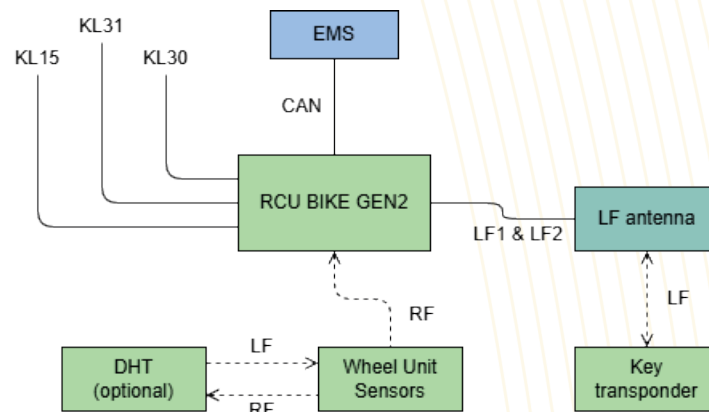 EMS
KL31
KL15
KL30
CAN
RCU BIKE GEN2
LF antenna
LF1 & LF2
LF
RF
LF
DHT
(optional)
Wheel Unit
Sensors
Key
transponder
RF